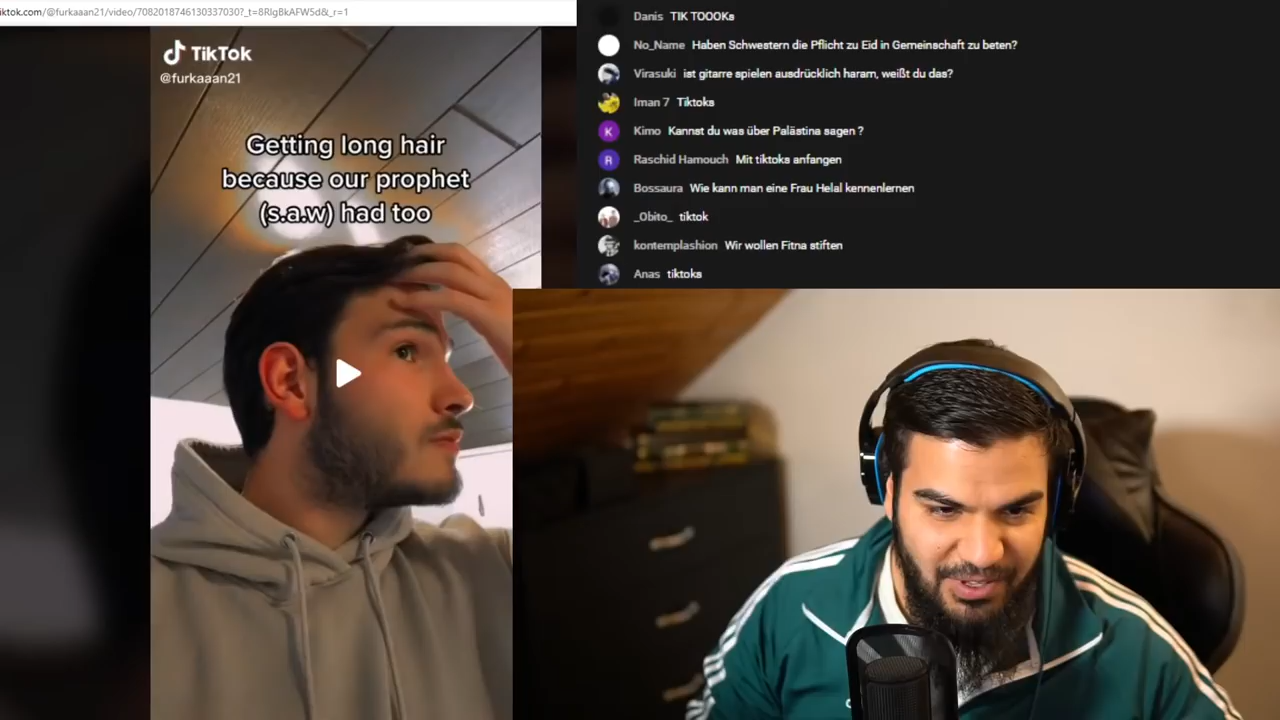 iktok.com/@furkaaan21/video/7082018746130337030?_t=8RlgBkAFW5d&_r=1
TikTok
@furkaaan21
Getting long hair
because our prophet
(s.a.w) had too
Danis TIK TOOOKs
No_Name Haben Schwestern die Pflicht zu Eid in Gemeinschaft zu beten?
Virasuki ist gitarre spielen ausdrücklich haram, weißt du das?
Iman 7 Tiktoks
K Kimo Kannst du was über Palästina sagen ?
R Raschid Hamouch Mit tiktoks anfangen
Bossaura Wie kann man eine Frau Helal kennenlernen
_Obito_ tiktok
kontemplashion Wir wollen Fitna stiften
Anas tiktoks